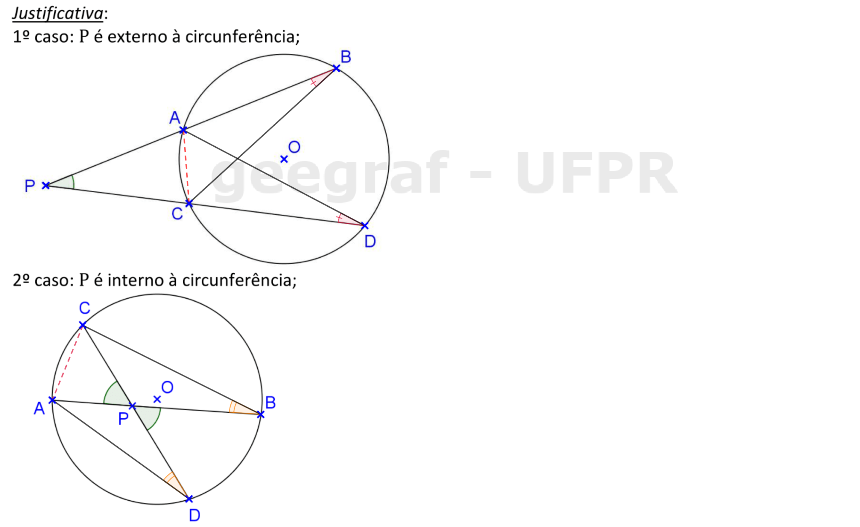 Justificativa:
1º caso: P é externo à circunferência;
B
A
O
geegraf - UFPR
P
C
D
2º caso: P é interno à circunferência;
C
O
A
P
B
D